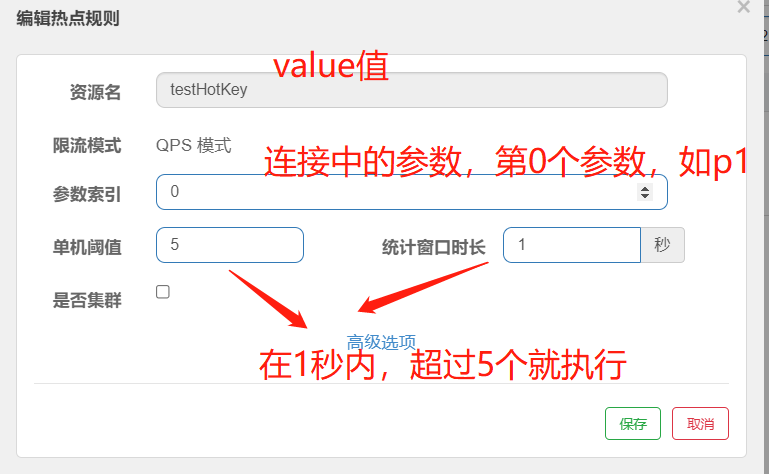 编辑热点规则
×
value值
资源名 testHotKey
限流模式 QPS 模式
连接中的参数，第0个参数，如p1
参数索引 0
单机阈值 5 统计窗口时长 1 秒
是否集群
高级选项
在1秒内，超过5个就执行
保存 取消
2